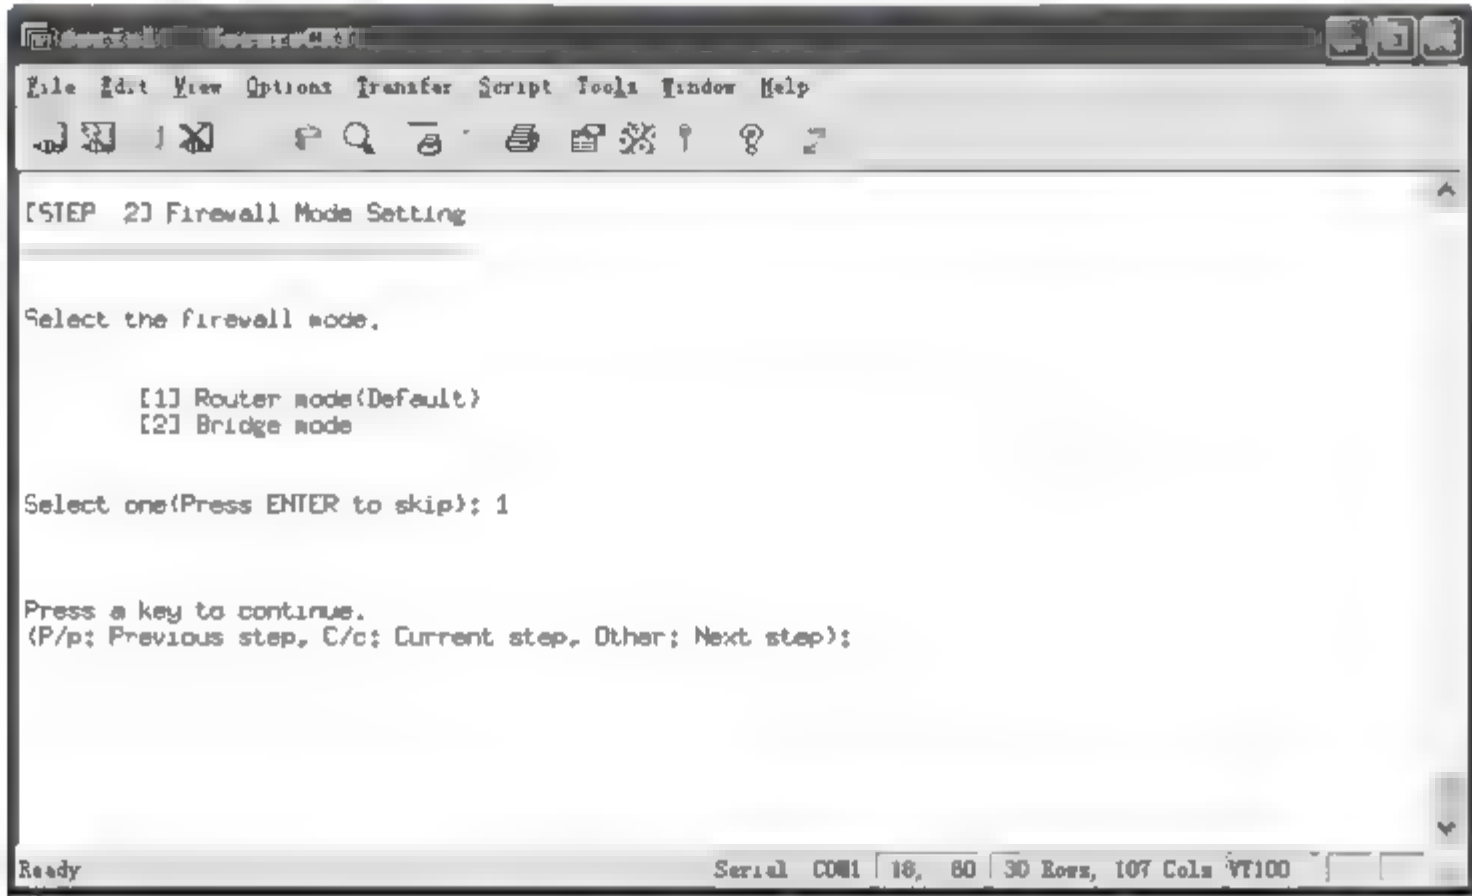 File Edit View Options Transfer Script Tools Window Help
[STEP 2] Firewall Mode Setting
Select the firewall mode.
[1] Router mode(Default)
[2] Bridge mode
Select one(Press ENTER to skip): 1
Press a key to continue.
(P/p: Previous step, C/c: Current step, Other: Next step):
Ready Serial COM1 18, 60 30 Rows, 107 Cols VT100